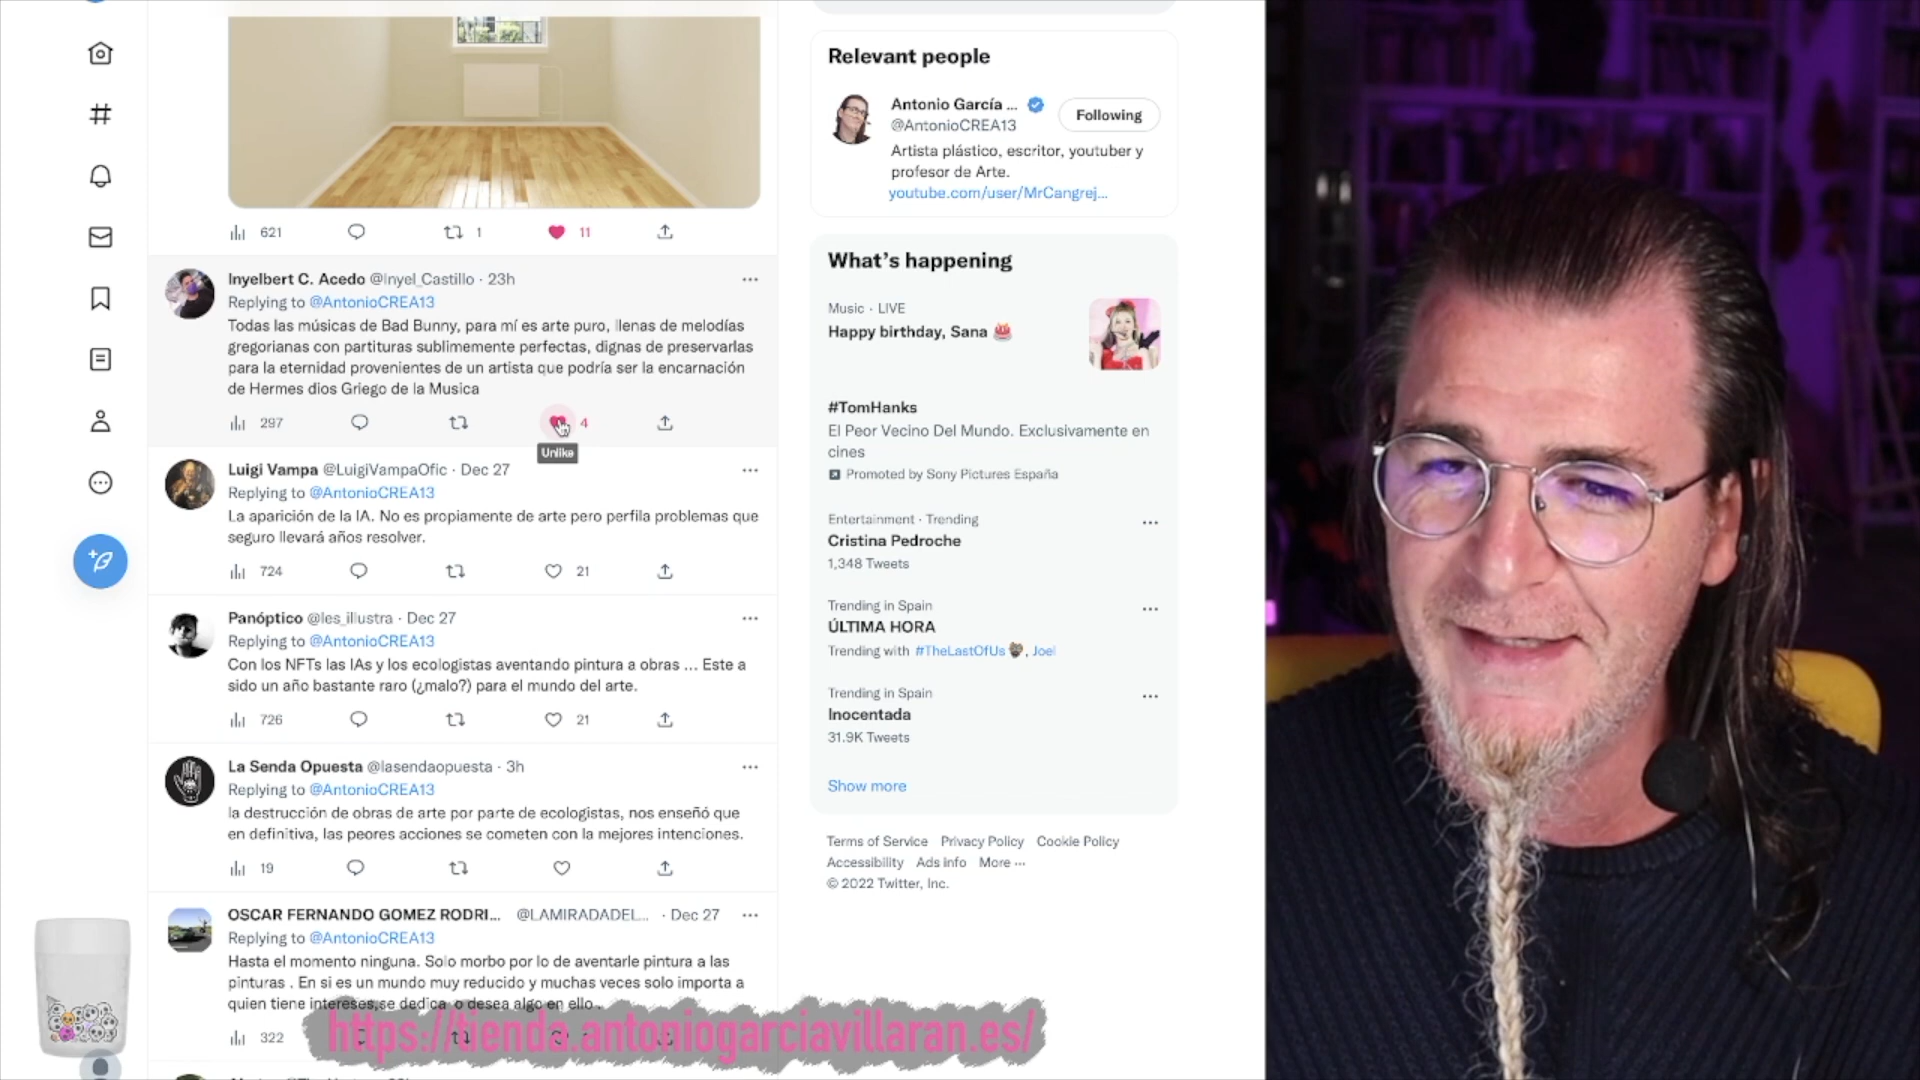 621
1
11
Inyelbert C. Acedo @Inyel_Castillo · 23h
Replying to @AntonioCREA13
Todas las músicas de Bad Bunny, para mí es arte puro, llenas de melodías
gregorianas con partituras sublimemente perfectas, dignas de preservarlas
para la eternidad provenientes de un artista que podría ser la encarnación
de Hermes dios Griego de la Musica
297
4
Unlike
Luigi Vampa @LuigiVampaOfic · Dec 27
Replying to @AntonioCREA13
La aparición de la IA. No es propiamente de arte pero perfila problemas que
seguro llevará años resolver.
724
21
Panóptico @les_illustra · Dec 27
Replying to @AntonioCREA13
Con los NFTs las IAs y los ecologistas aventando pintura a obras ... Este a
sido un año bastante raro (¿malo?) para el mundo del arte.
726
21
La Senda Opuesta @lasendaopuesta · 3h
Replying to @AntonioCREA13
la destrucción de obras de arte por parte de ecologistas, nos enseñó que
en definitiva, las peores acciones se cometen con la mejores intenciones.
19
OSCAR FERNANDO GOMEZ RODRI... @LAMIRADADEL... · Dec 27
Replying to @AntonioCREA13
Hasta el momento ninguna. Solo morbo por lo de aventarle pintura a las
pinturas . En si es un mundo muy reducido y muchas veces solo importa a
quien tiene intereses,se dedica o desea algo en ello .
322
https://tienda.antoniogarciavillaran.es/
Relevant people
Antonio García ...
@AntonioCREA13
Following
Artista plástico, escritor, youtuber y
profesor de Arte.
youtube.com/user/MrCangrej...
What's happening
Music · LIVE
Happy birthday, Sana
#TomHanks
El Peor Vecino Del Mundo. Exclusivamente en
cines
Promoted by Sony Pictures España
Entertainment · Trending
Cristina Pedroche
1,348 Tweets
Trending in Spain
ÚLTIMA HORA
Trending with #TheLastOfUs , Joel
Trending in Spain
Inocentada
31.9K Tweets
Show more
Terms of Service Privacy Policy Cookie Policy
Accessibility Ads info More ...
© 2022 Twitter, Inc.